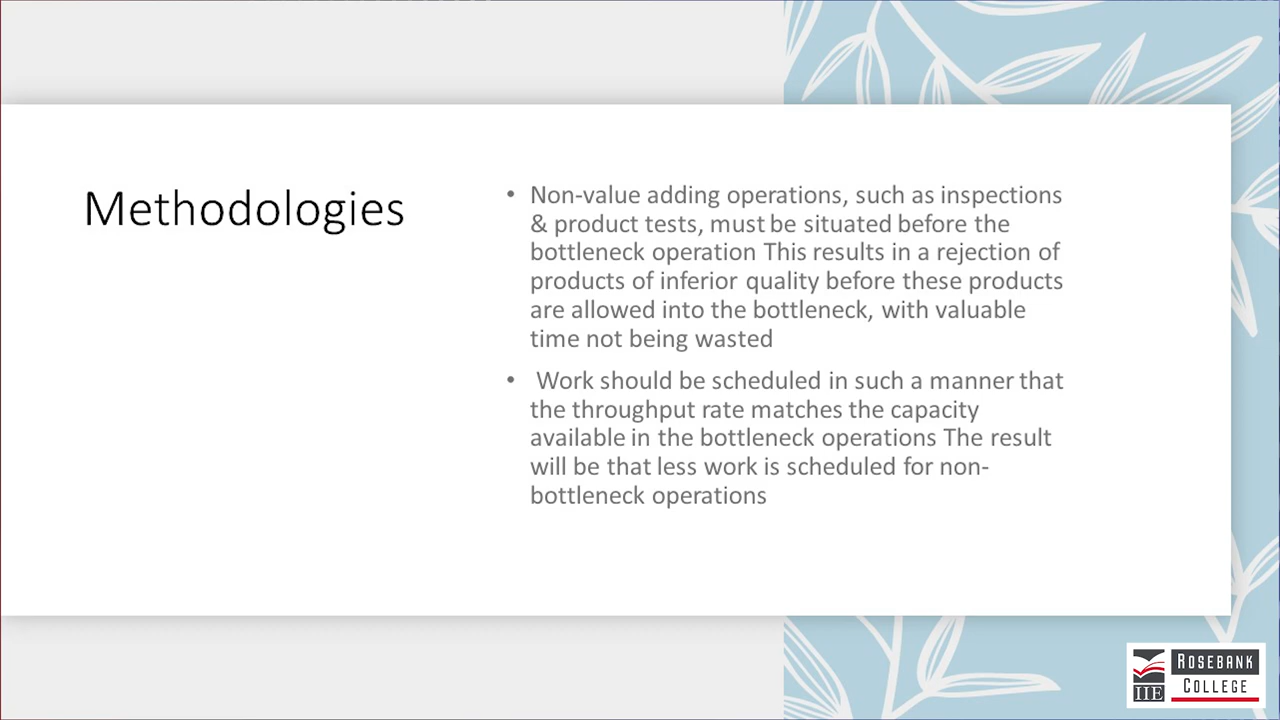 Methodologies
• Non-value adding operations, such as inspections
& product tests, must be situated before the
bottleneck operation This results in a rejection of
products of inferior quality before these products
are allowed into the bottleneck, with valuable
time not being wasted
• Work should be scheduled in such a manner that
the throughput rate matches the capacity
available in the bottleneck operations The result
will be that less work is scheduled for non-
bottleneck operations
IIE
ROSEBANK
COLLEGE